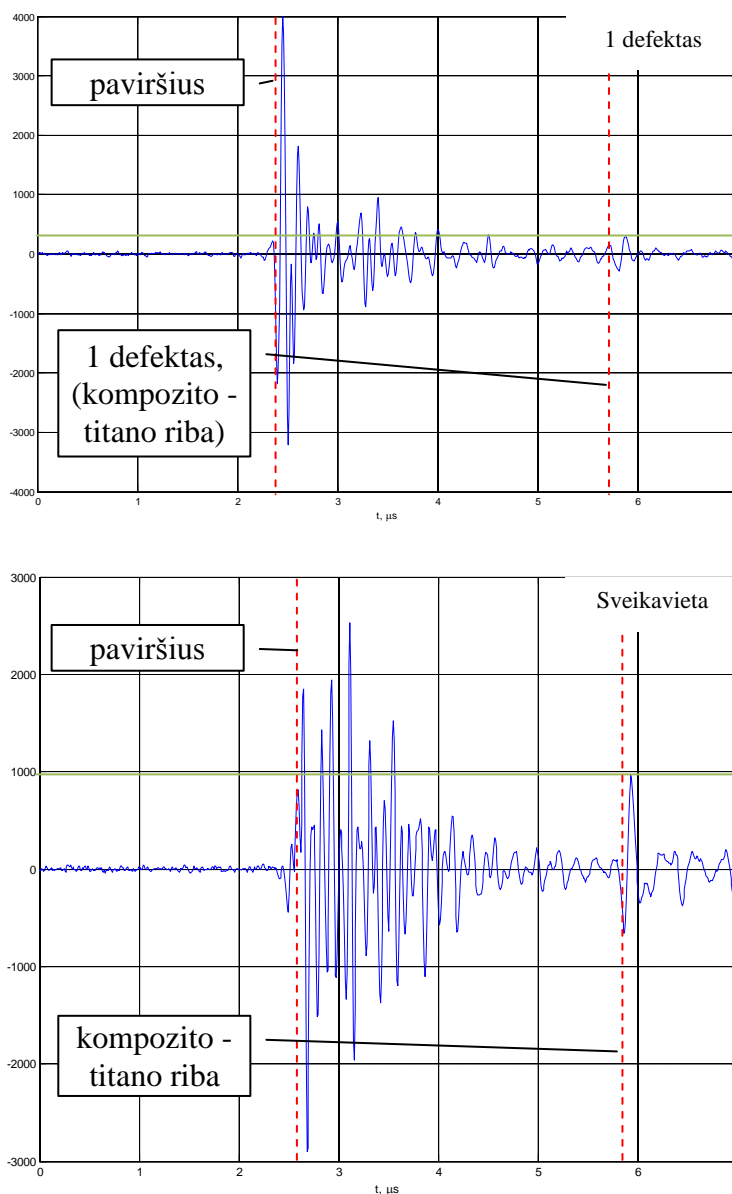 4000
1 defektas
paviršius
3000
2000
1000
0
-1000
1 defektas,
(kompozito -
titano riba)
-2000
-3000
-4000
0 1 2 3 4 5 6
t, µs
3000
Sveikavieta
paviršius
2000
1000
0
-1000
kompozito -
titano riba
-2000
-3000
0 1 2 3 4 5 6
t, µs